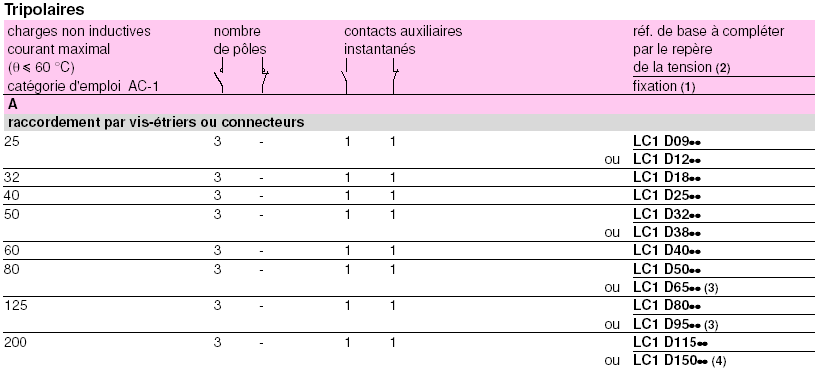 Tripolaires
charges non inductives nombre contacts auxiliaires réf. de base à compléter
courant maximal de pôles instantanés par le repère
(θ ⩽ 60 °C) de la tension (2)
catégorie d'emploi AC-1 fixation (1)
A
raccordement par vis-étriers ou connecteurs
25 3 - 1 1 LC1 D09••
ou LC1 D12••
32 3 - 1 1 LC1 D18••
40 3 - 1 1 LC1 D25••
50 3 - 1 1 LC1 D32••
ou LC1 D38••
60 3 - 1 1 LC1 D40••
80 3 - 1 1 LC1 D50••
ou LC1 D65•• (3)
125 3 - 1 1 LC1 D80••
ou LC1 D95•• (3)
200 3 - 1 1 LC1 D115••
ou LC1 D150•• (4)